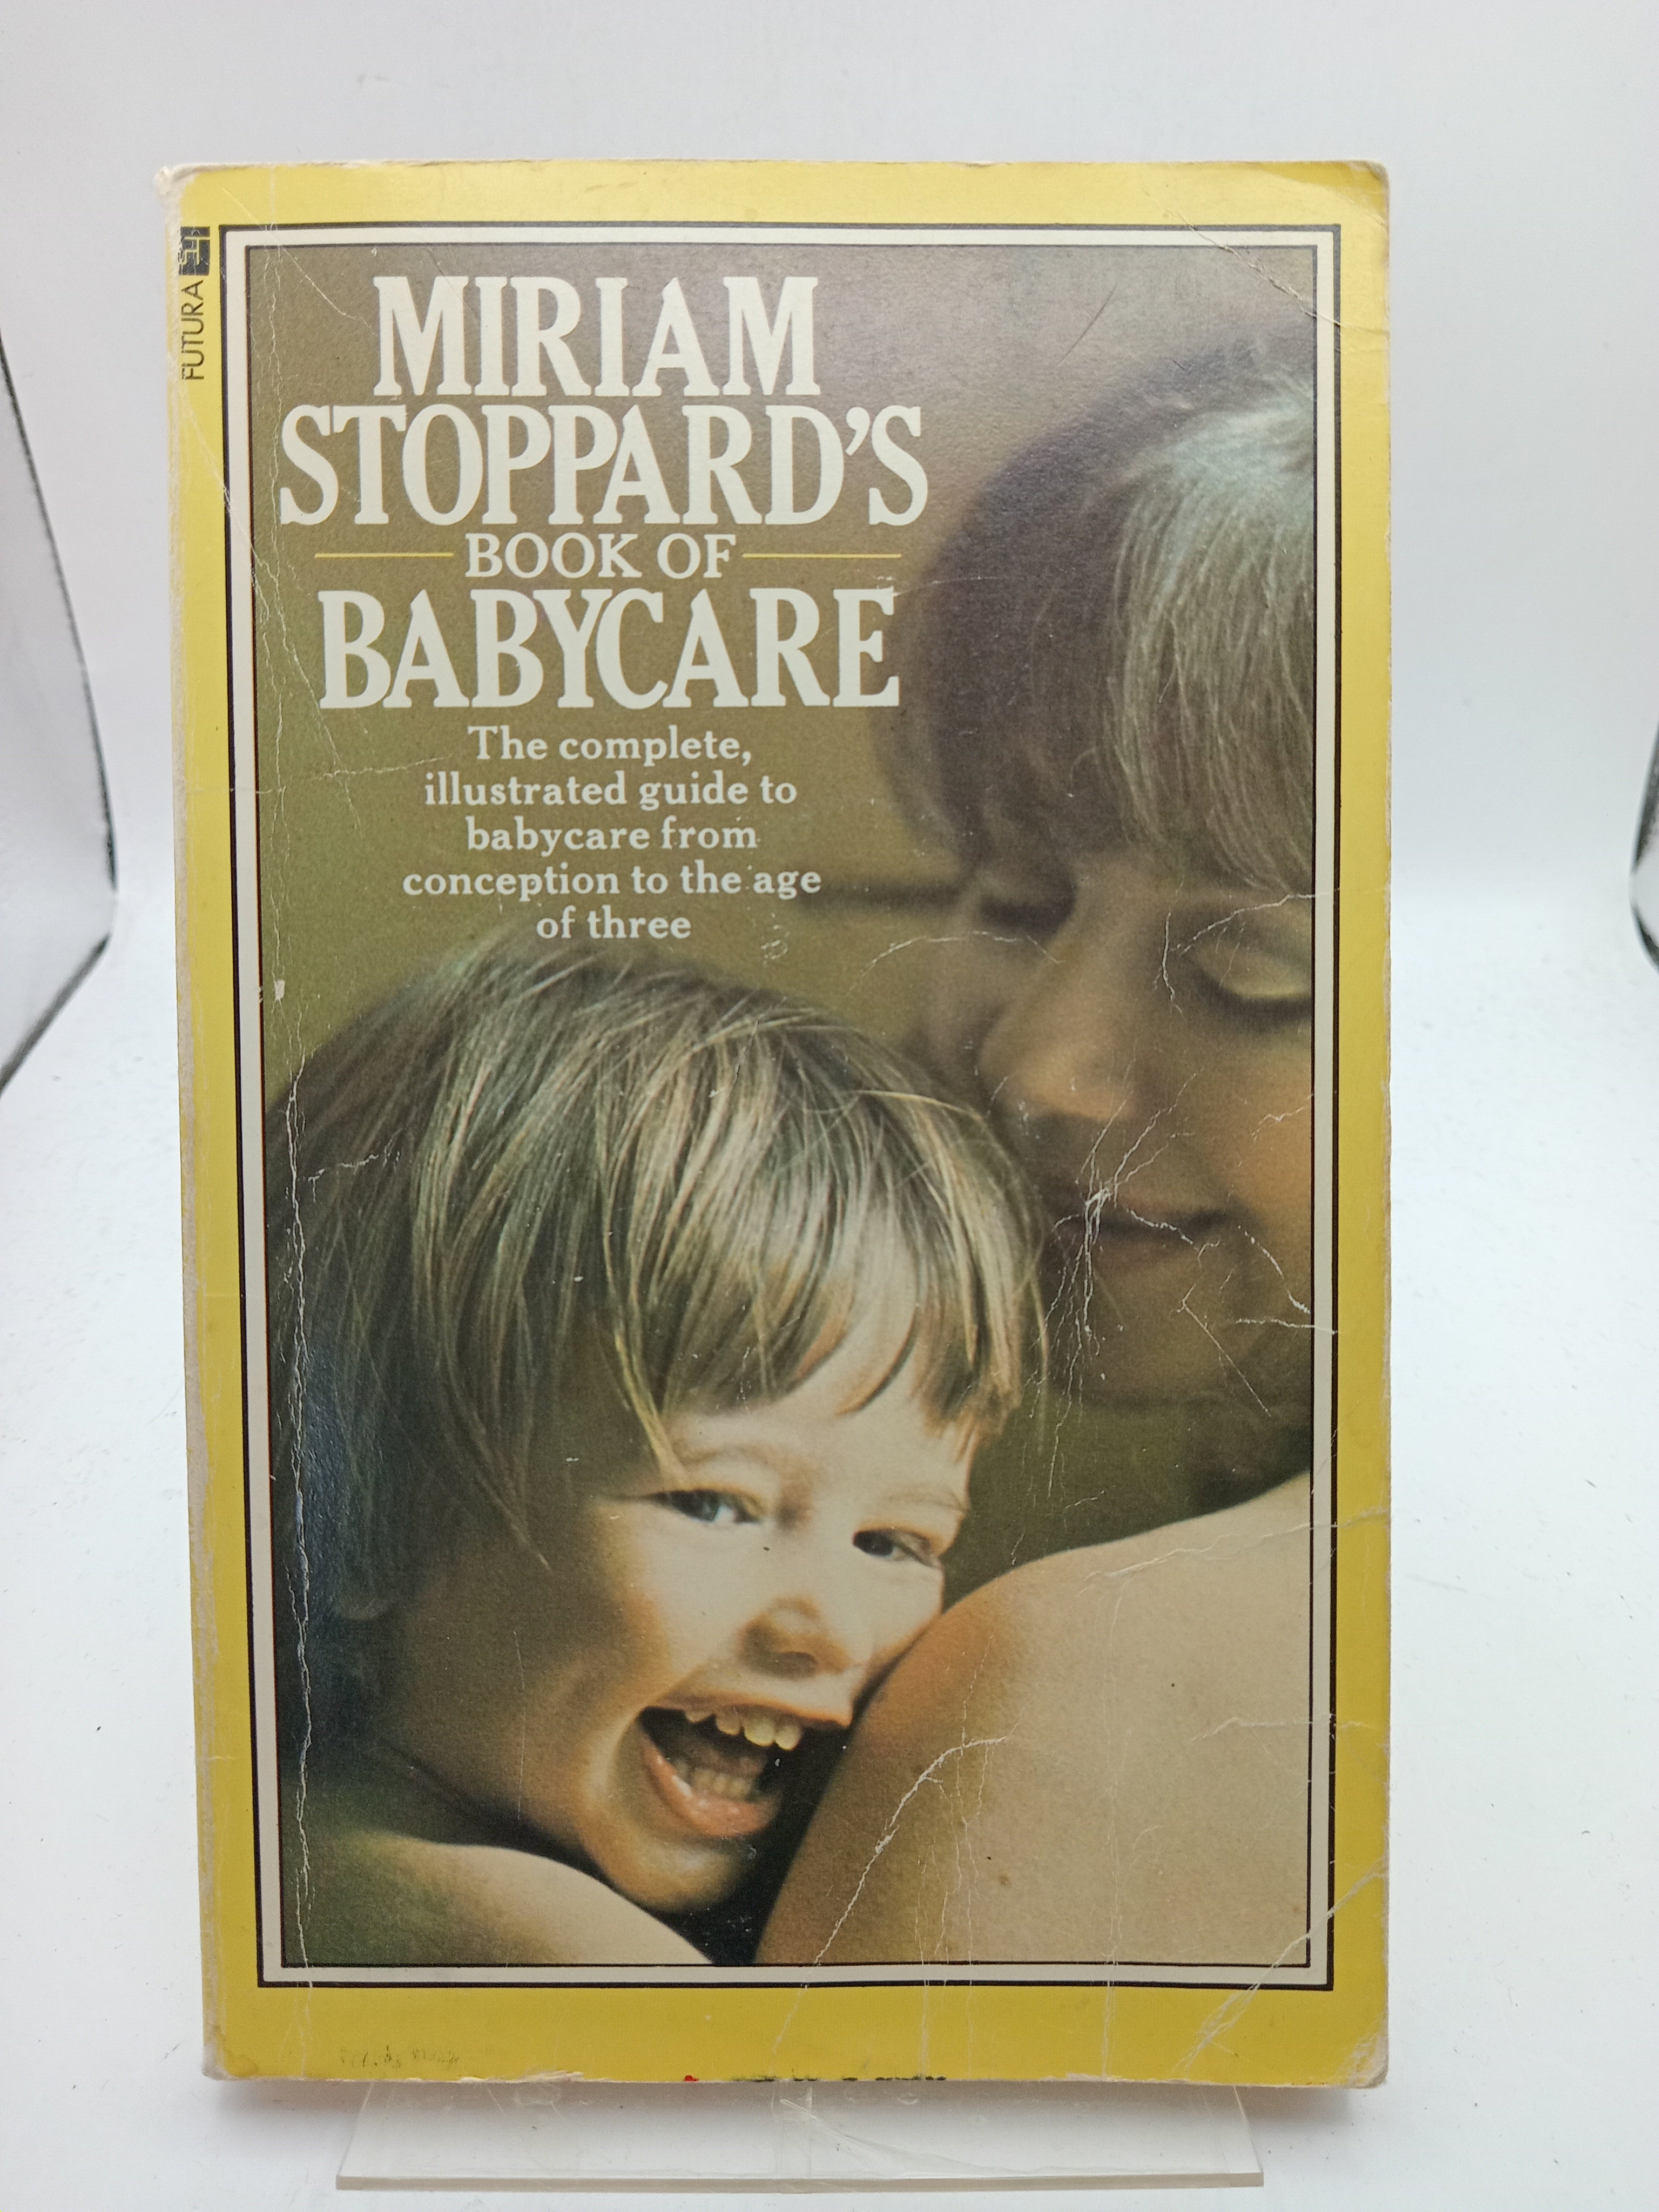 FUTURA
MIRIAM
STOPPARD'S
BOOK OF
BABYCARE
The complete,
illustrated guide to
babycare from
conception to the age
of three